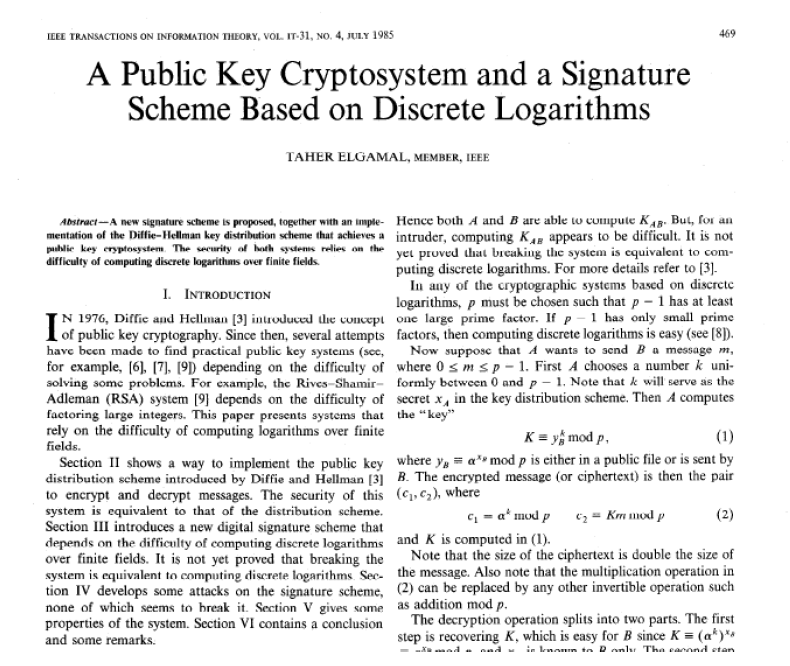 IEEE TRANSACTIONS ON INFORMATION THEORY, VOL. IT-31, NO. 4, JULY 1985
469
A Public Key Cryptosystem and a Signature
Scheme Based on Discrete Logarithms
TAHER ELGAMAL, MEMBER, IEEE
Abstract—A new signature scheme is proposed, together with an imple-
mentation of the Diffie-Hellman key distribution scheme that achieves a
public key cryptosystem. The security of both systems relies on the
difficulty of computing discrete logarithms over finite fields.
I. INTRODUCTION
IN 1976, Diffie and Hellman [3] introduced the concept
of public key cryptography. Since then, several attempts
have been made to find practical public key systems (see,
for example, [6], [7], [9]) depending on the difficulty of
solving some problems. For example, the Rives-Shamir-
Adleman (RSA) system [9] depends on the difficulty of
factoring large integers. This paper presents systems that
rely on the difficulty of computing logarithms over finite
fields.
Section II shows a way to implement the public key
distribution scheme introduced by Diffie and Hellman [3]
to encrypt and decrypt messages. The security of this
system is equivalent to that of the distribution scheme.
Section III introduces a new digital signature scheme that
depends on the difficulty of computing discrete logarithms
over finite fields. It is not yet proved that breaking the
system is equivalent to computing discrete logarithms. Sec-
tion IV develops some attacks on the signature scheme,
none of which seems to break it. Section V gives some
properties of the system. Section VI contains a conclusion
and some remarks.
Hence both A and B are able to compute K_AB. But, for an
intruder, computing K_AB appears to be difficult. It is not
yet proved that breaking the system is equivalent to com-
puting discrete logarithms. For more details refer to [3].
In any of the cryptographic systems based on discrete
logarithms, p must be chosen such that p − 1 has at least
one large prime factor. If p − 1 has only small prime
factors, then computing discrete logarithms is easy (see [8]).
Now suppose that A wants to send B a message m,
where 0 ≤ m ≤ p − 1. First A chooses a number k uni-
formly between 0 and p − 1. Note that k will serve as the
secret x_A in the key distribution scheme. Then A computes
the "key"
K ≡ y_B^k mod p, (1)
where y_B ≡ α^{x_B} mod p is either in a public file or is sent by
B. The encrypted message (or ciphertext) is then the pair
(c₁, c₂), where
c₁ ≡ α^k mod p c₂ ≡ Km mod p (2)
and K is computed in (1).
Note that the size of the ciphertext is double the size of
the message. Also note that the multiplication operation in
(2) can be replaced by any other invertible operation such
as addition mod p.
The decryption operation splits into two parts. The first
step is recovering K, which is easy for B since K ≡ (α^k)^{x_B}
mod p, and is known to B only. The second step